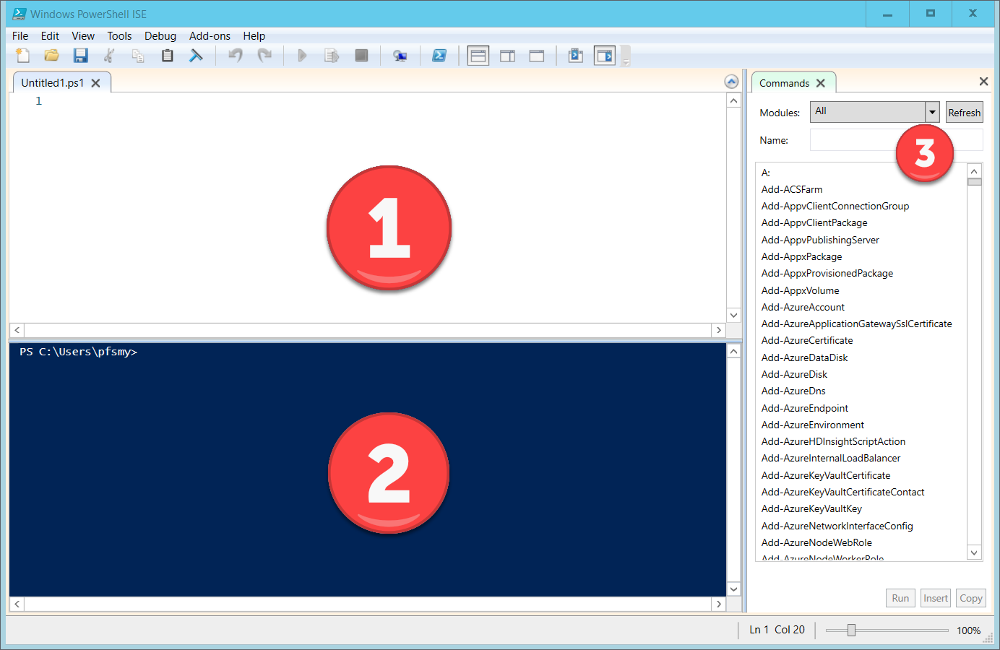 Windows PowerShell ISE
File Edit View Tools Debug Add-ons Help
Untitled1.ps1
1
1
PS C:\Users\pfsmy>
2
Commands
Modules: All Refresh
Name:
3
A:
Add-ACSFarm
Add-AppvClientConnectionGroup
Add-AppvClientPackage
Add-AppvPublishingServer
Add-AppxPackage
Add-AppxProvisionedPackage
Add-AppxVolume
Add-AzureAccount
Add-AzureApplicationGatewaySslCertificate
Add-AzureCertificate
Add-AzureDataDisk
Add-AzureDisk
Add-AzureDns
Add-AzureEndpoint
Add-AzureEnvironment
Add-AzureHDInsightScriptAction
Add-AzureInternalLoadBalancer
Add-AzureKeyVaultCertificate
Add-AzureKeyVaultCertificateContact
Add-AzureKeyVaultKey
Add-AzureNetworkInterfaceConfig
Add-AzureNodeWebRole
Add-AzureNodeWorkerRole
Run Insert Copy
Ln 1 Col 20 100%